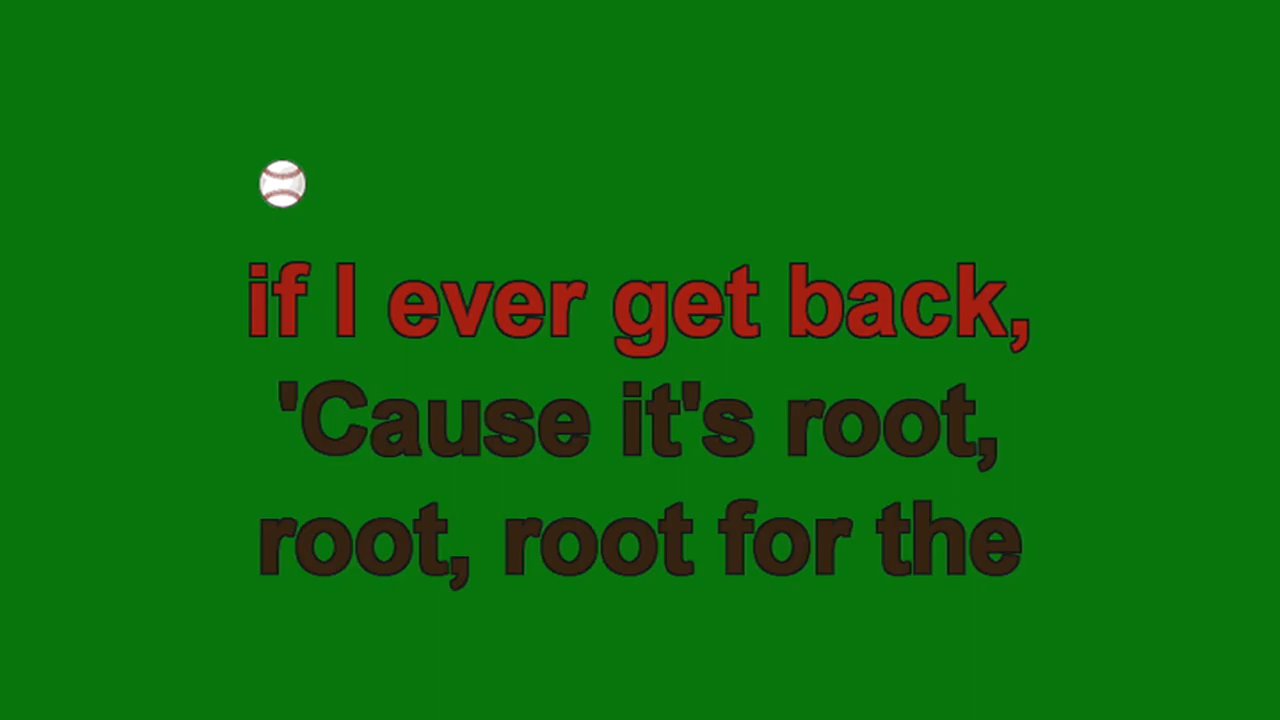 if I ever get back,
'Cause it's root,
root, root for the